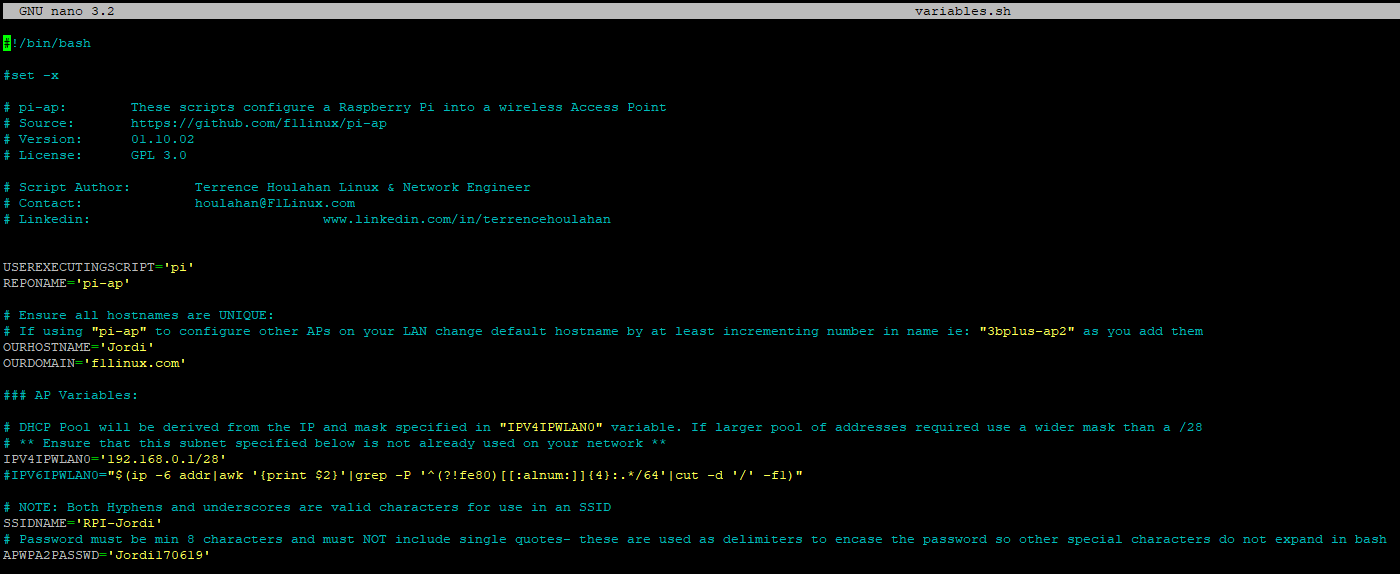 GNU nano 3.2 variables.sh
#!/bin/bash
#set -x
# pi-ap: These scripts configure a Raspberry Pi into a wireless Access Point
# Source: https://github.com/f1linux/pi-ap
# Version: 01.10.02
# License: GPL 3.0
# Script Author: Terrence Houlahan Linux & Network Engineer
# Contact: houlahan@F1Linux.com
# Linkedin: www.linkedin.com/in/terrencehoulahan
USEREXECUTINGSCRIPT='pi'
REPONAME='pi-ap'
# Ensure all hostnames are UNIQUE:
# If using "pi-ap" to configure other APs on your LAN change default hostname by at least incrementing number in name ie: "3bplus-ap2" as you add them
OURHOSTNAME='Jordi'
OURDOMAIN='f1linux.com'
### AP Variables:
# DHCP Pool will be derived from the IP and mask specified in "IPV4IPWLAN0" variable. If larger pool of addresses required use a wider mask than a /28
# ** Ensure that this subnet specified below is not already used on your network **
IPV4IPWLAN0='192.168.0.1/28'
#IPV6IPWLAN0="$(ip -6 addr|awk '{print $2}'|grep -P '^(?!fe80)[[:alnum:]]{4}:.*/64'|cut -d '/' -f1)"
# NOTE: Both Hyphens and underscores are valid characters for use in an SSID
SSIDNAME='RPI-Jordi'
# Password must be min 8 characters and must NOT include single quotes- these are used as delimiters to encase the password so other special characters do not expand in bash
APWPA2PASSWD='Jordi170619'